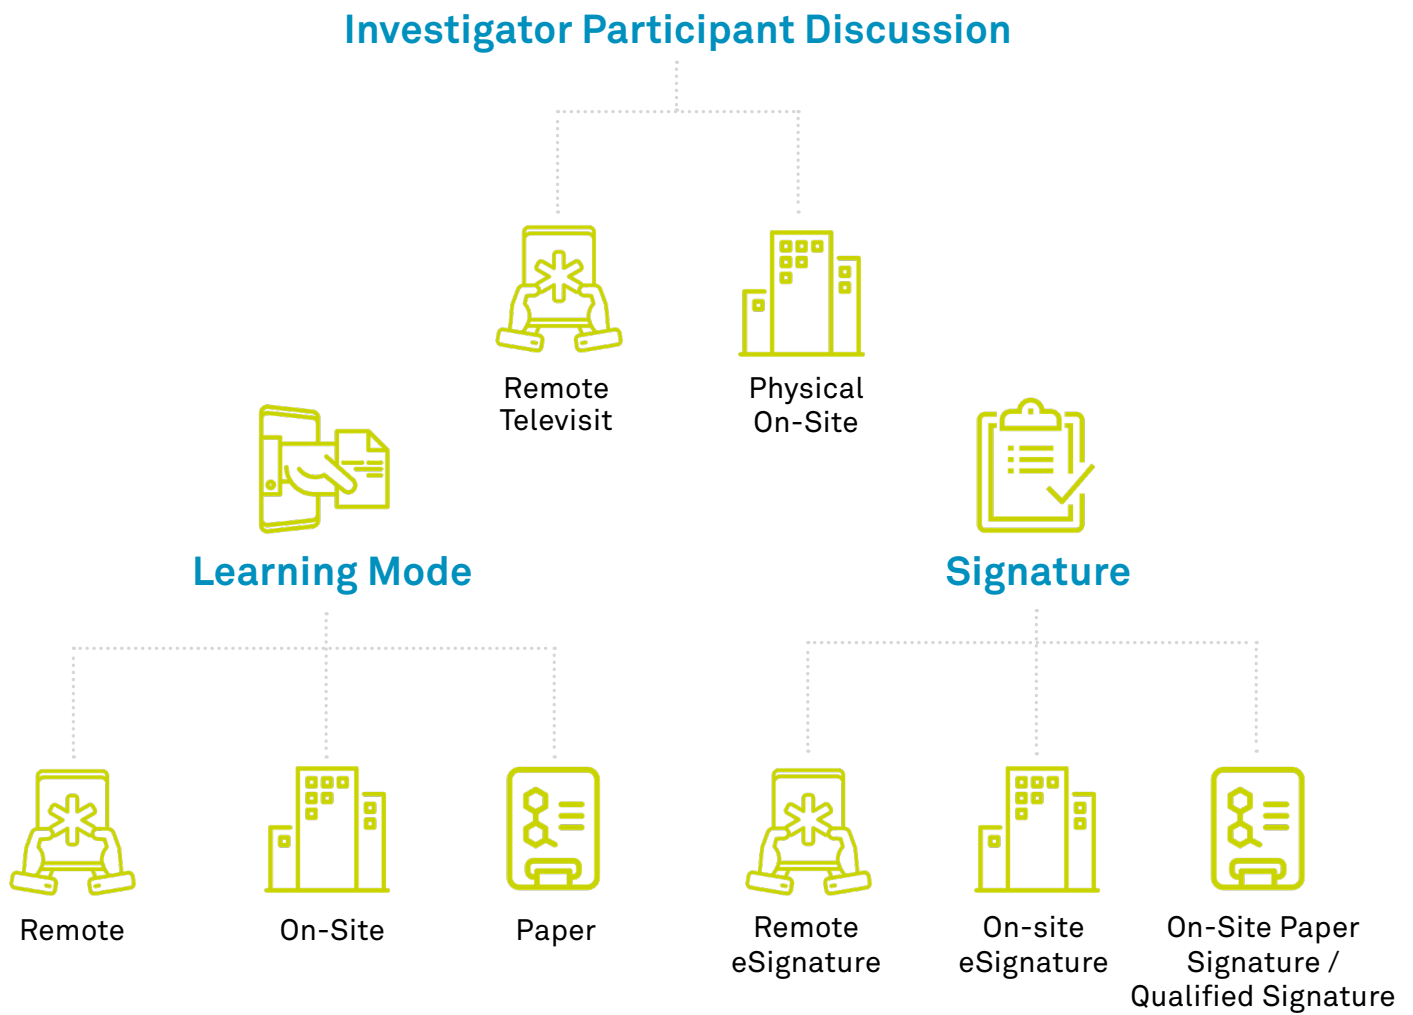 Investigator Participant Discussion
Remote
Televisit
Physical
On-Site
Learning Mode
Remote
On-Site
Paper
Signature
Remote
eSignature
On-site
eSignature
On-Site Paper
Signature /
Qualified Signature